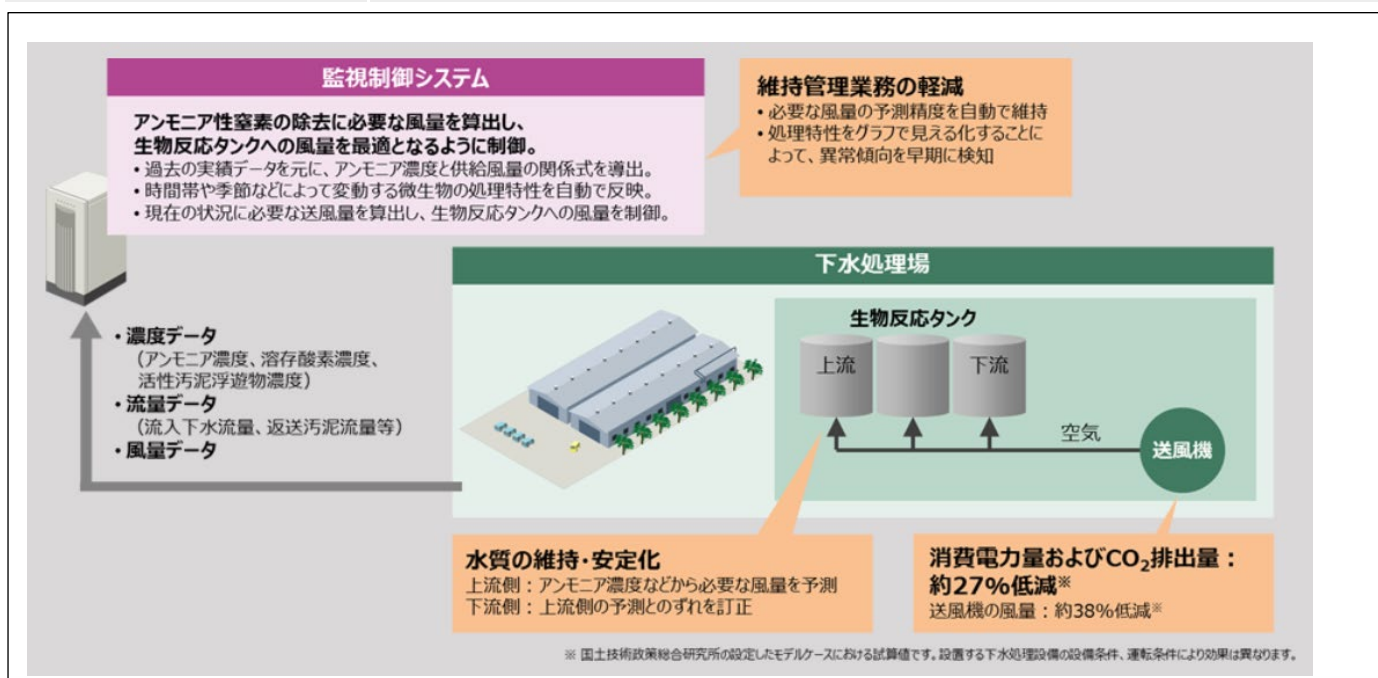 監視制御システム
アンモニア性窒素の除去に必要な風量を算出し、
生物反応タンクへの風量を最適となるように制御。
・過去の実績データを元に、アンモニア濃度と供給風量の関係式を導出。
・時間帯や季節などによって変動する微生物の処理特性を自動で反映。
・現在の状況に必要な送風量を算出し、生物反応タンクへの風量を制御。
維持管理業務の軽減
・必要な風量の予測精度を自動で維持
・処理特性をグラフで見える化することに
よって、異常傾向を早期に検知
・濃度データ
(アンモニア濃度、溶存酸素濃度、
活性汚泥浮遊物濃度)
・流量データ
(流入下水流量、返送汚泥流量等)
・風量データ
下水処理場
生物反応タンク
上流
下流
空気
送風機
水質の維持・安定化
上流側：アンモニア濃度などから必要な風量を予測
下流側：上流側の予測とのずれを訂正
消費電力量およびCO₂排出量：
約27%低減※
送風機の風量：約38%低減※
※ 国土技術政策総合研究所の設定したモデルケースにおける試算値です。設置する下水処理設備の設備条件、運転条件により効果は異なります。